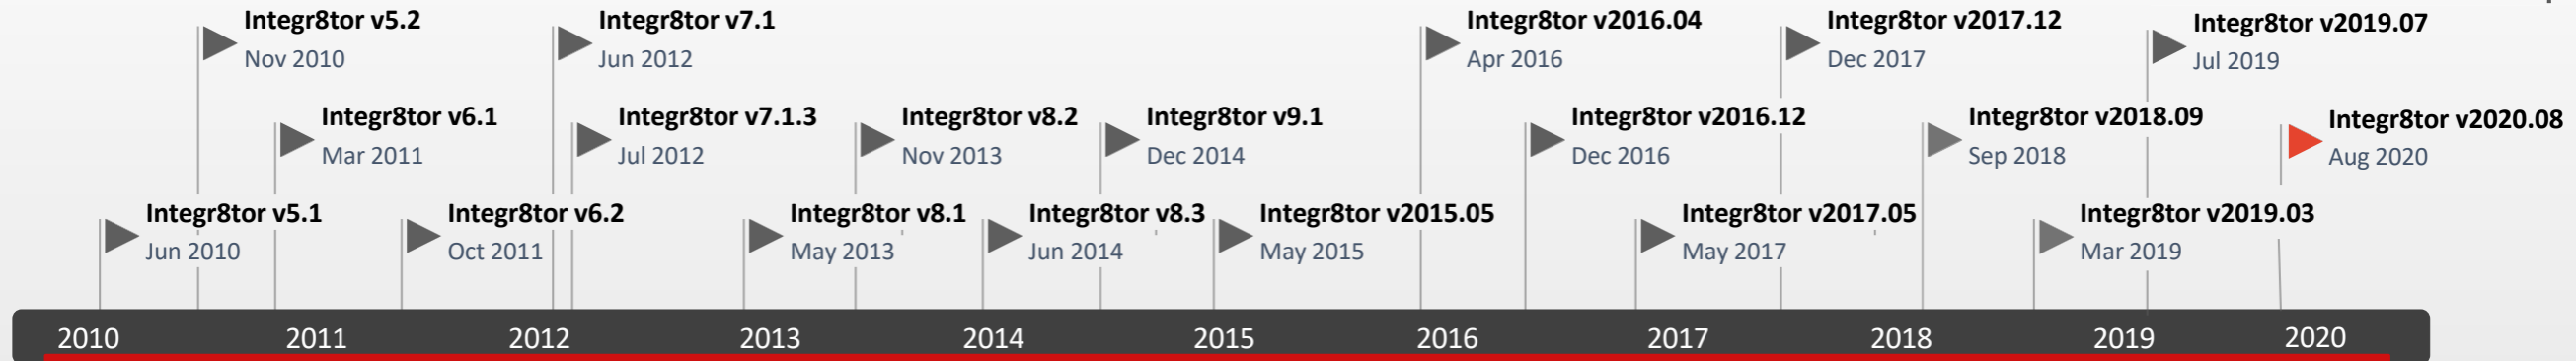 Integr8tor v5.2
Nov 2010
Integr8tor v7.1
Jun 2012
Integr8tor v2016.04
Apr 2016
Integr8tor v2017.12
Dec 2017
Integr8tor v2019.07
Jul 2019
Integr8tor v6.1
Mar 2011
Integr8tor v7.1.3
Jul 2012
Integr8tor v8.2
Nov 2013
Integr8tor v9.1
Dec 2014
Integr8tor v2016.12
Dec 2016
Integr8tor v2018.09
Sep 2018
Integr8tor v2020.08
Aug 2020
Integr8tor v5.1
Jun 2010
Integr8tor v6.2
Oct 2011
Integr8tor v8.1
May 2013
Integr8tor v8.3
Jun 2014
Integr8tor v2015.05
May 2015
Integr8tor v2017.05
May 2017
Integr8tor v2019.03
Mar 2019
2010 2011 2012 2013 2014 2015 2016 2017 2018 2019 2020